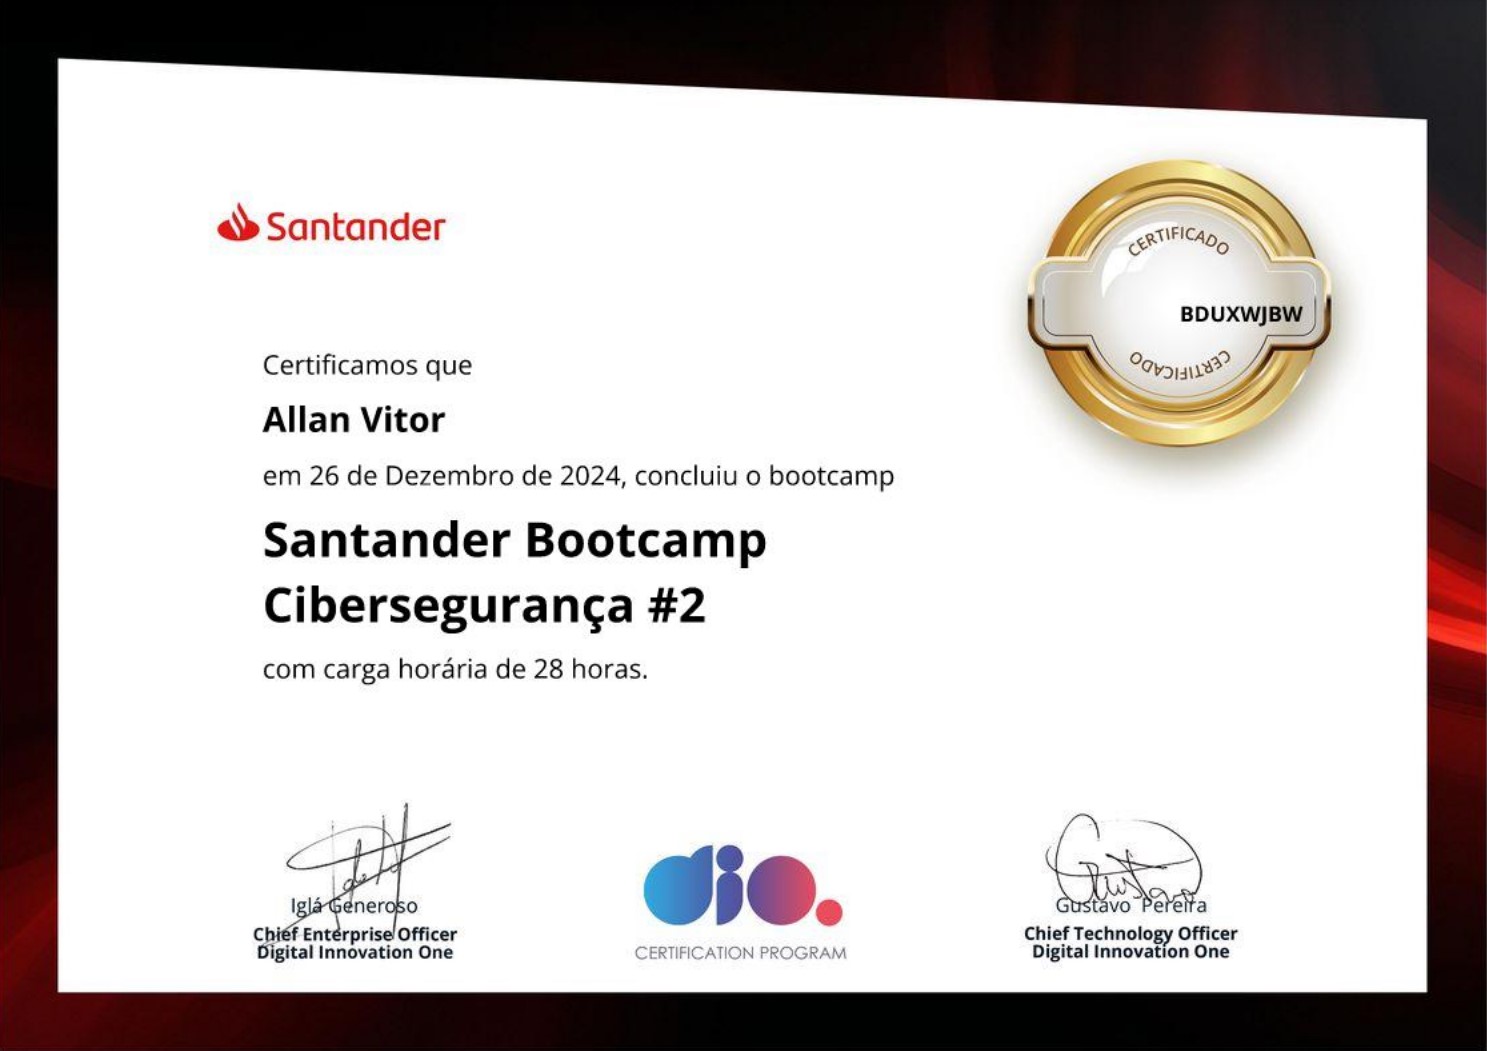 Santander
CERTIFICADO
BDUXWJBW
CERTIFICADO
Certificamos que
Allan Vitor
em 26 de Dezembro de 2024, concluiu o bootcamp
Santander Bootcamp
Cibersegurança #2
com carga horária de 28 horas.
Iglá Generoso
Chief Enterprise Officer
Digital Innovation One
dio.
CERTIFICATION PROGRAM
Gustavo
Gustavo Pereira
Chief Technology Officer
Digital Innovation One